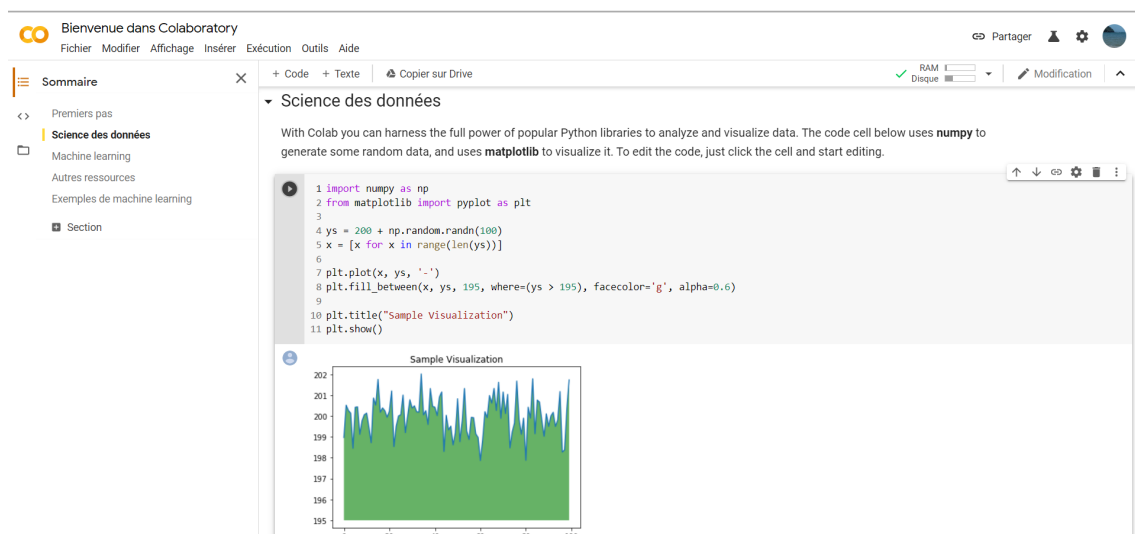 Bienvenue dans Colaboratory
Fichier Modifier Affichage Insérer Exécution Outils Aide
Partager
Sommaire
Premiers pas
Science des données
Machine learning
Autres ressources
Exemples de machine learning
Section
+ Code + Texte Copier sur Drive
RAM
Disque
Modification
Science des données
With Colab you can harness the full power of popular Python libraries to analyze and visualize data. The code cell below uses numpy to
generate some random data, and uses matplotlib to visualize it. To edit the code, just click the cell and start editing.
1 import numpy as np
2 from matplotlib import pyplot as plt
3
4 ys = 200 + np.random.randn(100)
5 x = [x for x in range(len(ys))]
6
7 plt.plot(x, ys, '-')
8 plt.fill_between(x, ys, 195, where=(ys > 195), facecolor='g', alpha=0.6)
9
10 plt.title("Sample Visualization")
11 plt.show()
Sample Visualization
202
201
200
199
198
197
196
195